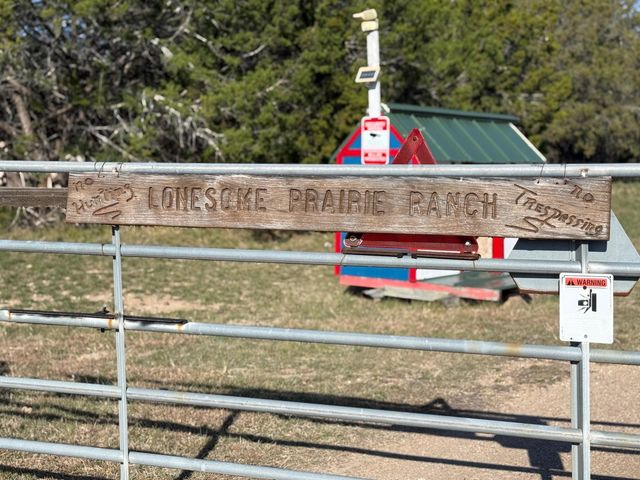 no
Hunting
LONESOME PRAIRIE RANCH
no
Trespassing
WARNING